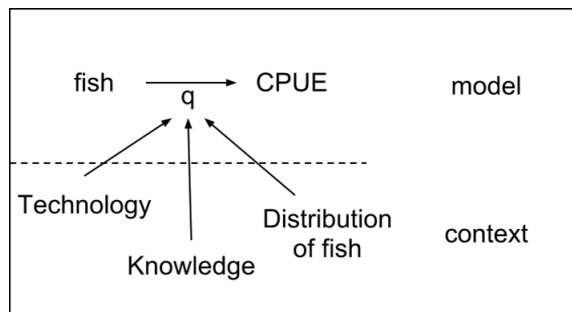 fish
CPUE
model
q
Technology
Knowledge
Distribution
of fish
context